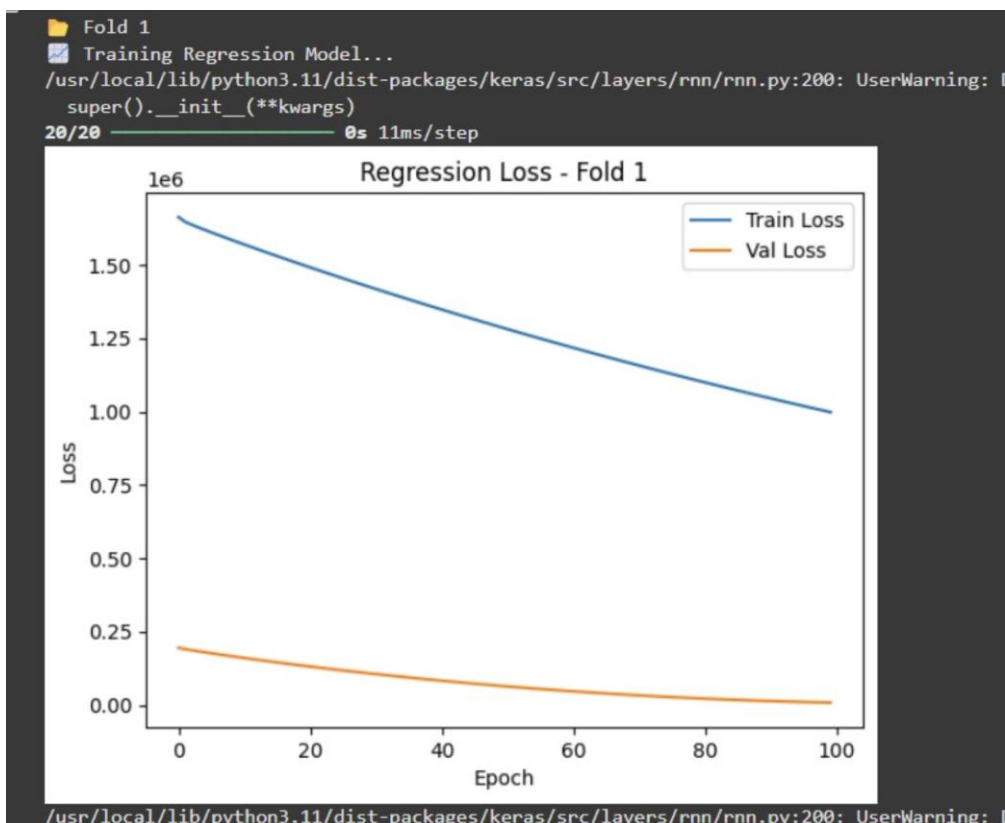 📂 Fold 1
📈 Training Regression Model...
/usr/local/lib/python3.11/dist-packages/keras/src/layers/rnn/rnn.py:200: UserWarning:
super().__init__(**kwargs)
20/20 ━━━━━━━━━━━━━━━━━━━━ 0s 11ms/step
Regression Loss - Fold 1
1e6
Train Loss
Val Loss
1.50
1.25
1.00
0.75
0.50
0.25
0.00
Loss
0 20 40 60 80 100
Epoch
/usr/local/lib/python3.11/dist-packages/keras/src/layers/rnn/rnn.py:200: UserWarning: